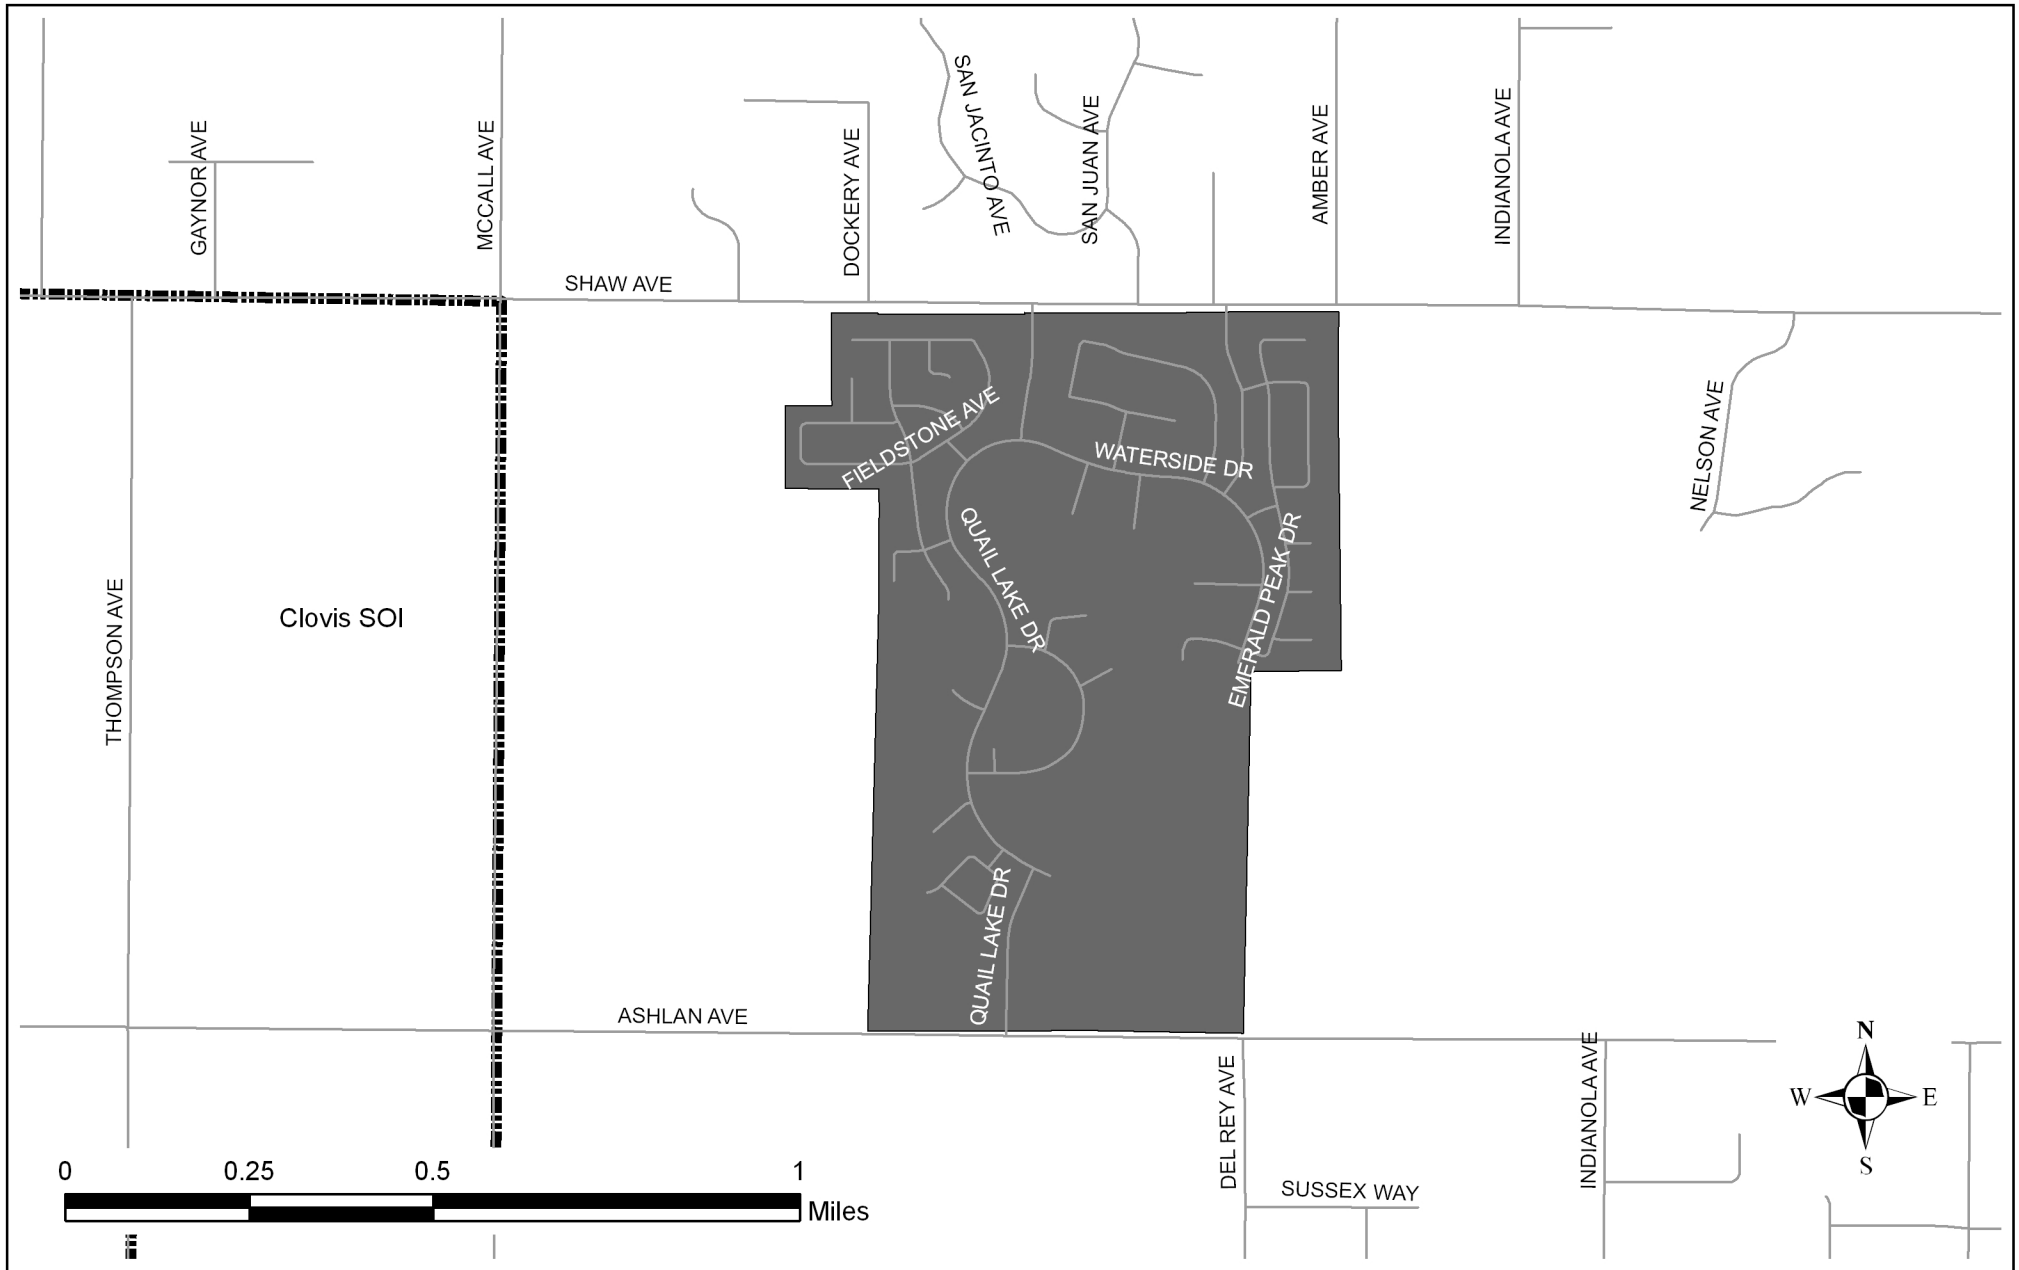 SAN JACINTO AVE
SAN JUAN AVE
GAYNOR AVE
MCCALL AVE
DOCKERY AVE
AMBER AVE
INDIANOLA AVE
SHAW AVE
FIELDSTONE AVE
WATERSIDE DR
NELSON AVE
QUAIL LAKE DR
EMERALD PEAK DR
THOMPSON AVE
Clovis SOI
QUAIL LAKE DR
ASHLAN AVE
DEL REY AVE
INDIANOLA AVE
SUSSEX WAY
N
W E
S
0 0.25 0.5 1
Miles